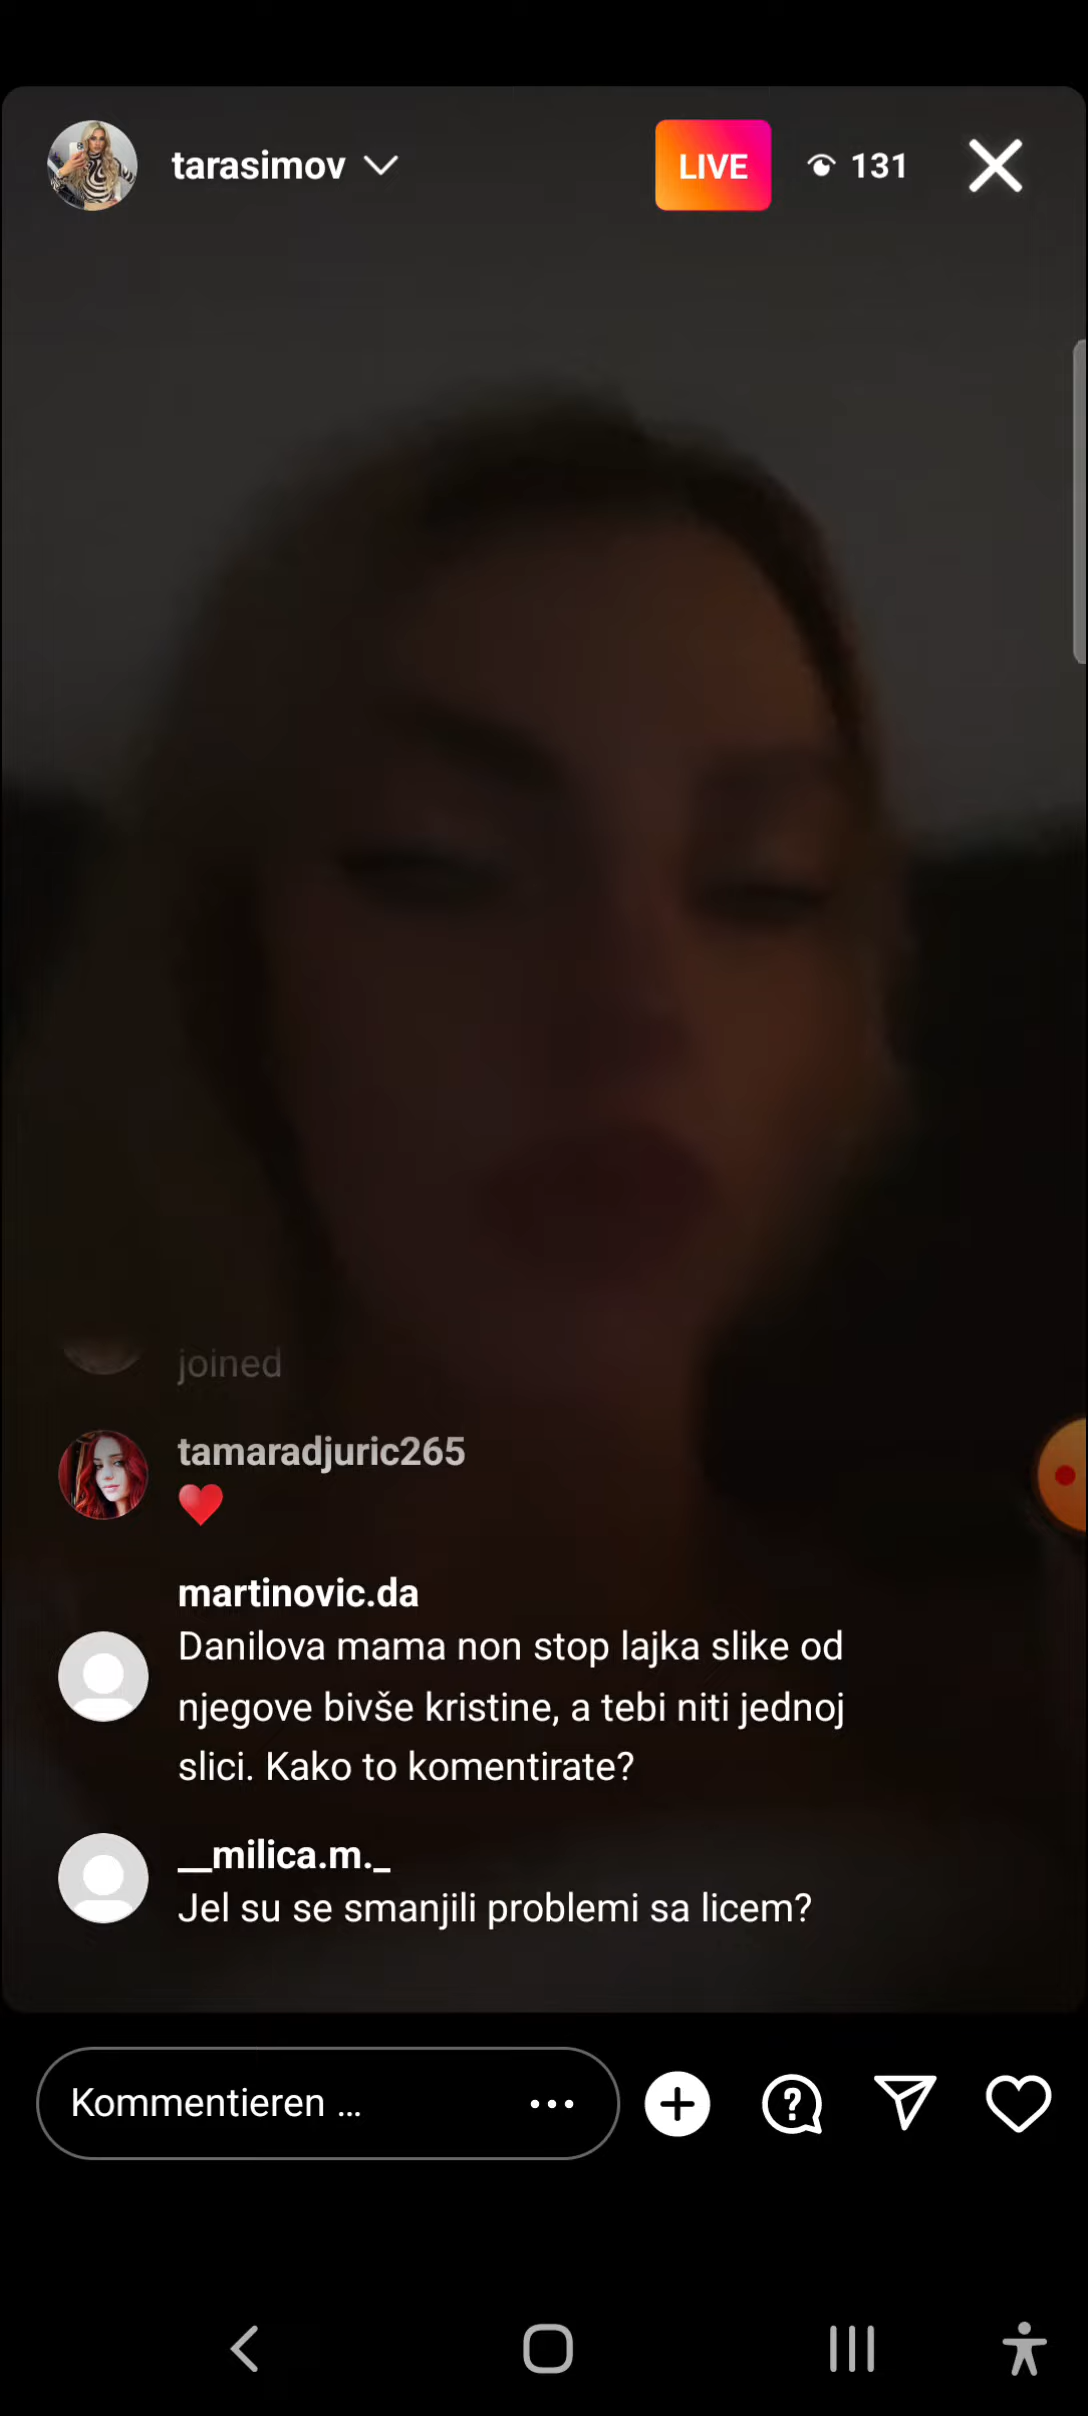 tarasimov
LIVE
131
joined
tamaradjuric265
❤️
martinovic.da
Danilova mama non stop lajka slike od
njegove bivše kristine, a tebi niti jednoj
slici. Kako to komentirate?
__milica.m._
Jel su se smanjili problemi sa licem?
Kommentieren ...